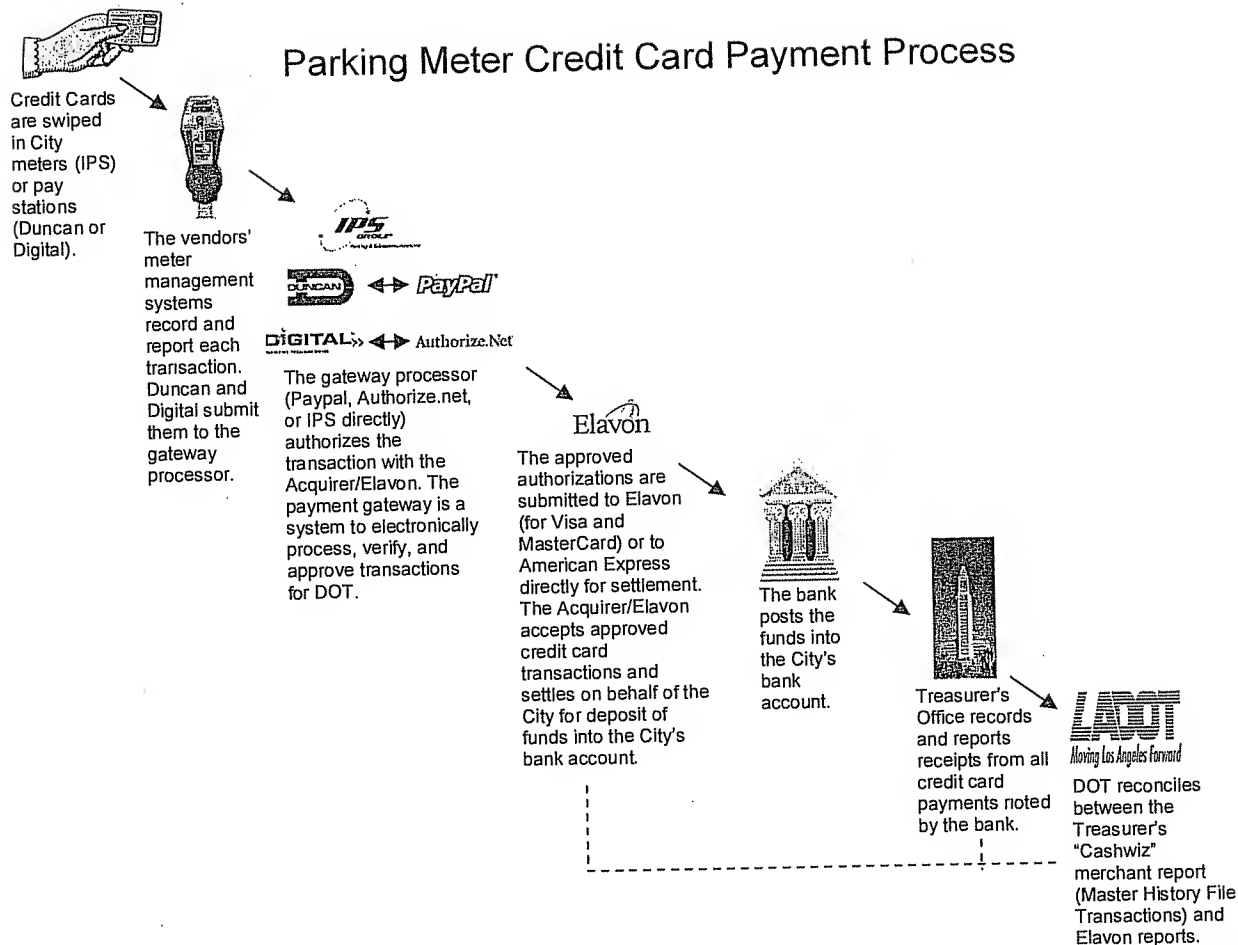 Parking Meter Credit Card Payment Process
Credit Cards
are swiped
in City
meters (IPS)
or pay
stations
(Duncan or
Digital).
The vendors'
meter
management
systems
record and
report each
transaction.
Duncan and
Digital submit
them to the
gateway
processor.
IPS
GROUP
DUNCAN
PayPal
DIGITAL
Authorize.Net
The gateway processor
(Paypal, Authorize.net,
or IPS directly)
authorizes the
transaction with the
Acquirer/Elavon. The
payment gateway is a
system to electronically
process, verify, and
approve transactions
for DOT.
Elavon
The approved
authorizations are
submitted to Elavon
(for Visa and
MasterCard) or to
American Express
directly for settlement.
The Acquirer/Elavon
accepts approved
credit card
transactions and
settles on behalf of the
City for deposit of
funds into the City's
bank account.
The bank
posts the
funds into
the City's
bank
account.
Treasurer's
Office records
and reports
receipts from all
credit card
payments noted
by the bank.
LADOT
Moving Los Angeles Forward
DOT reconciles
between the
Treasurer's
"Cashwiz"
merchant report
(Master History File
Transactions) and
Elavon reports.